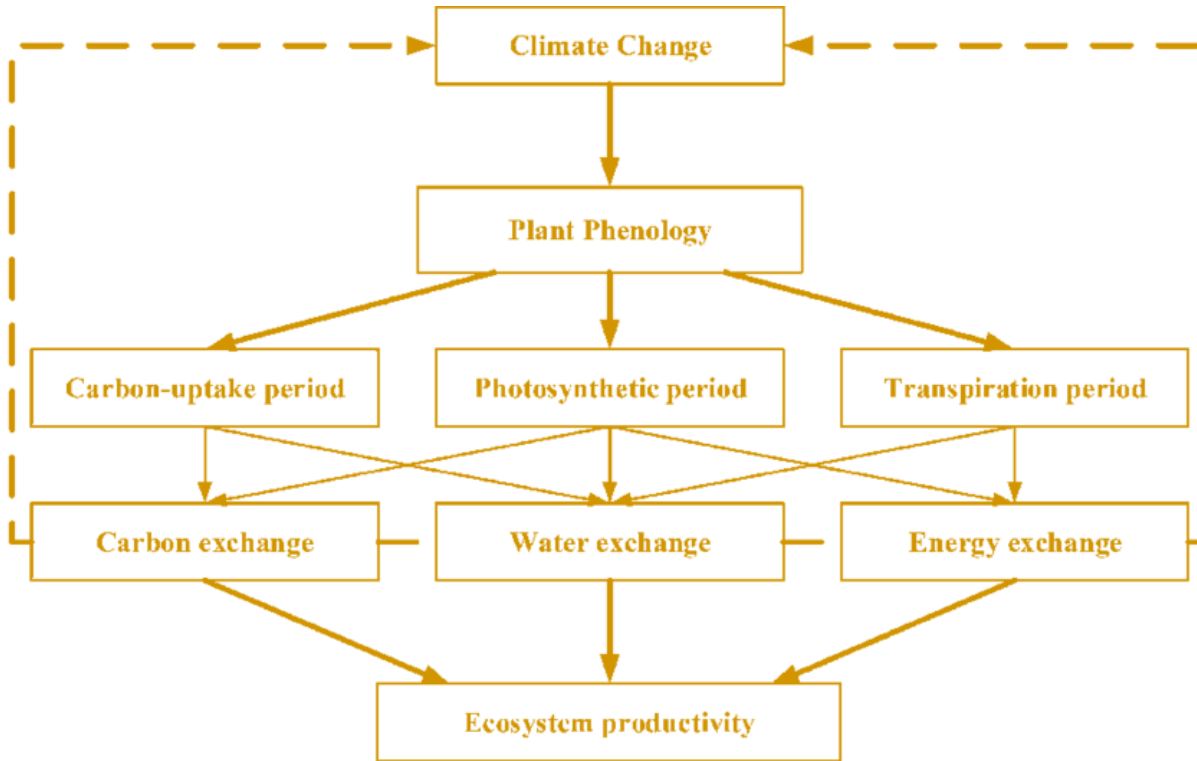 Climate Change
Plant Phenology
Carbon-uptake period
Photosynthetic period
Transpiration period
Carbon exchange
Water exchange
Energy exchange
Ecosystem productivity